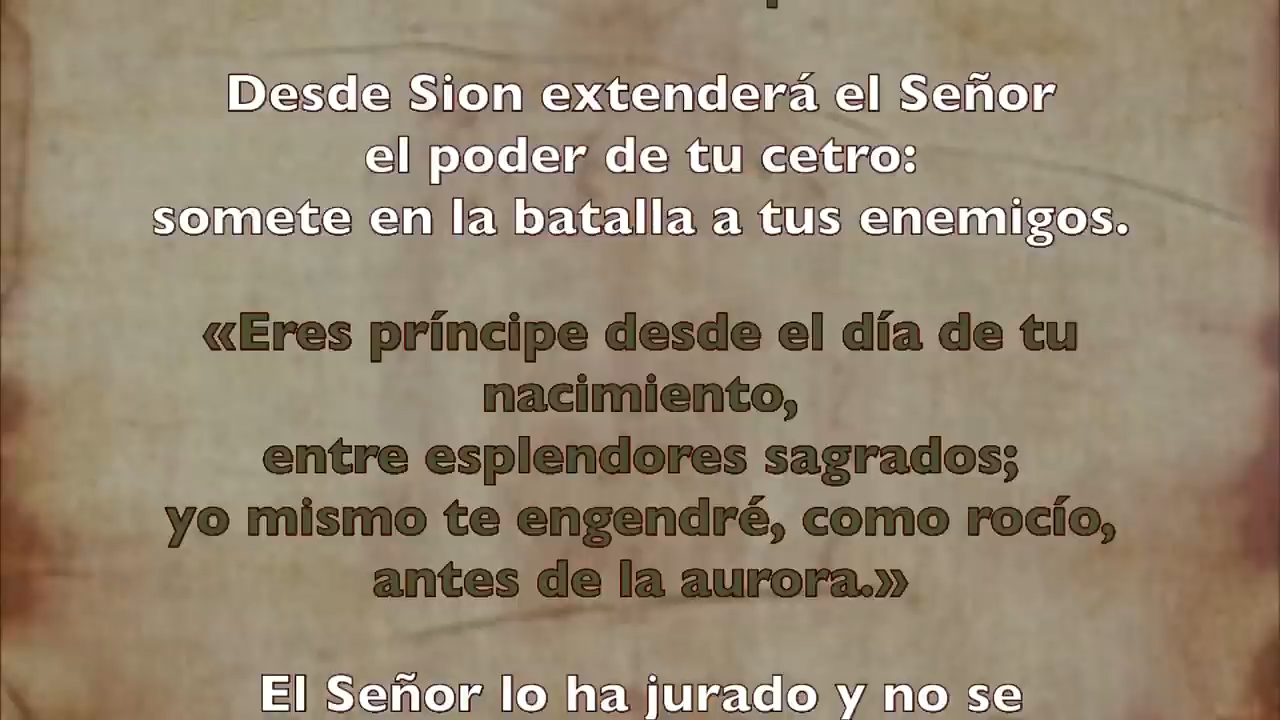 Desde Sion extenderá el Señor
el poder de tu cetro:
somete en la batalla a tus enemigos.
«Eres príncipe desde el día de tu
nacimiento,
entre esplendores sagrados;
yo mismo te engendré, como rocío,
antes de la aurora.»
El Señor lo ha jurado y no se